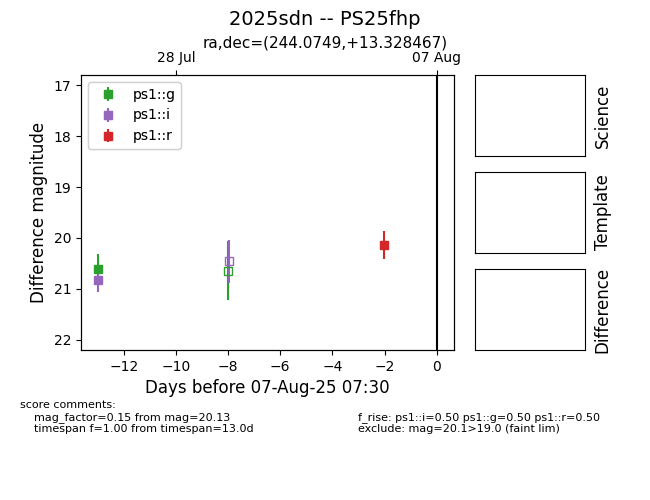 2025sdn -- PS25fhp
ra,dec=(244.0749,+13.328467)
28 Jul
07 Aug
17
18
19
20
21
22
Difference magnitude
ps1::g
ps1::i
ps1::r
−12
−10
−8
−6
−4
−2
0
Days before 07-Aug-25 07:30
Science
Template
Difference
score comments:
mag_factor=0.15 from mag=20.13
timespan f=1.00 from timespan=13.0d
f_rise: ps1::i=0.50 ps1::g=0.50 ps1::r=0.50
exclude: mag=20.1>19.0 (faint lim)